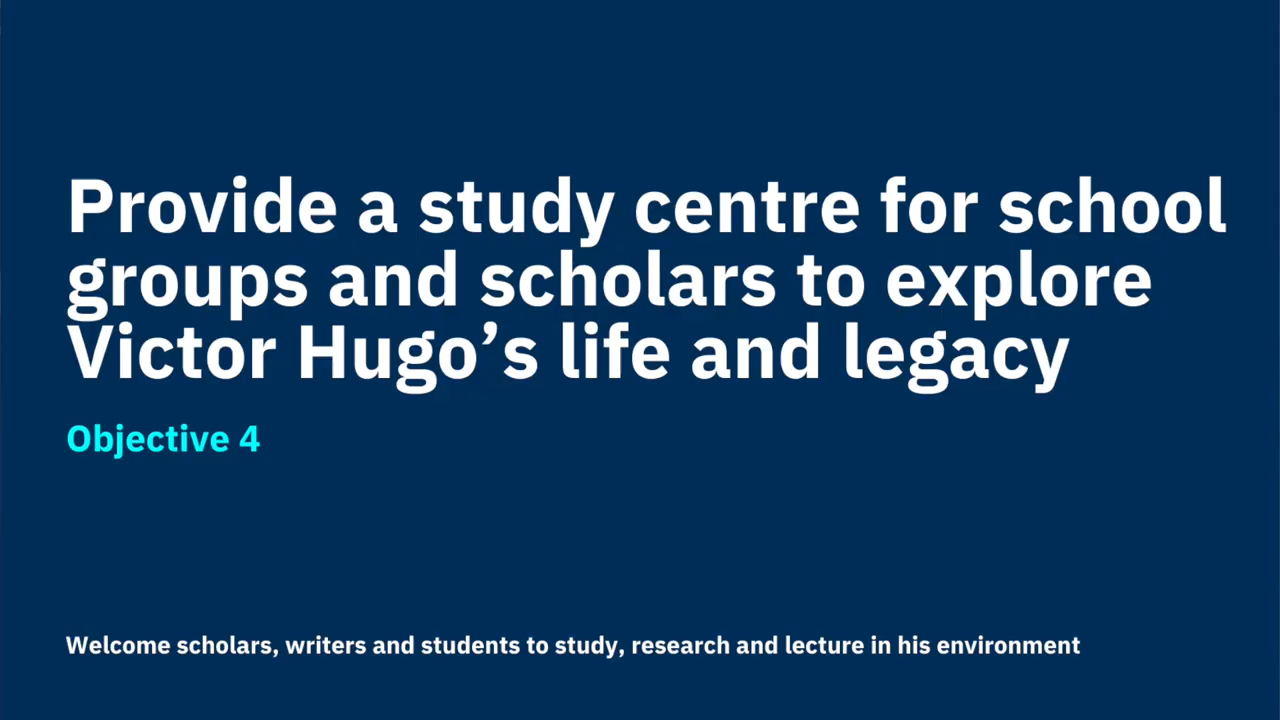 Provide a study centre for school
groups and scholars to explore
Victor Hugo’s life and legacy
Objective 4
Welcome scholars, writers and students to study, research and lecture in his environment